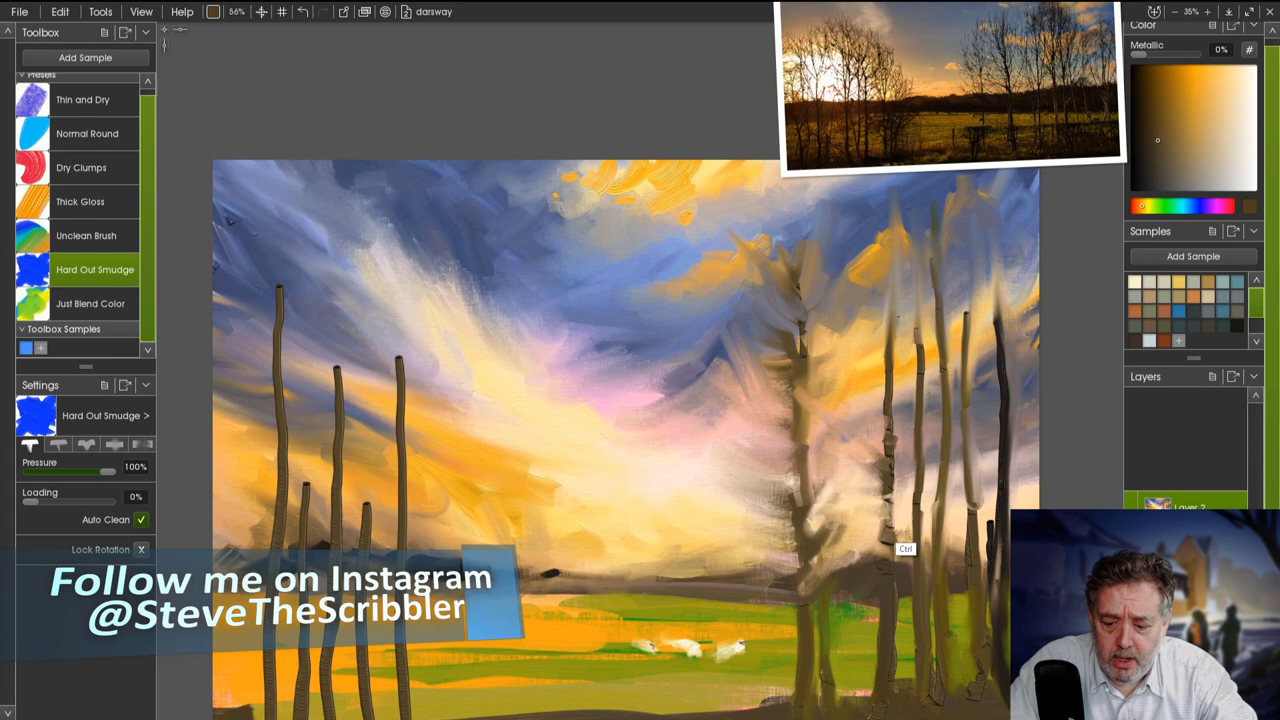 File Edit Tools View Help 56% darsway 35%
Toolbox
Add Sample
Presets
Thin and Dry
Normal Round
Dry Clumps
Thick Gloss
Unclean Brush
Hard Out Smudge
Just Blend Color
Toolbox Samples
Settings
Hard Out Smudge >
Pressure 100%
Loading 0%
Auto Clean
Lock Rotation X
Follow me on Instagram
@SteveTheScribbler
Ctrl
Color
Metallic 0% #
Samples
Add Sample
Layers
Layer 2